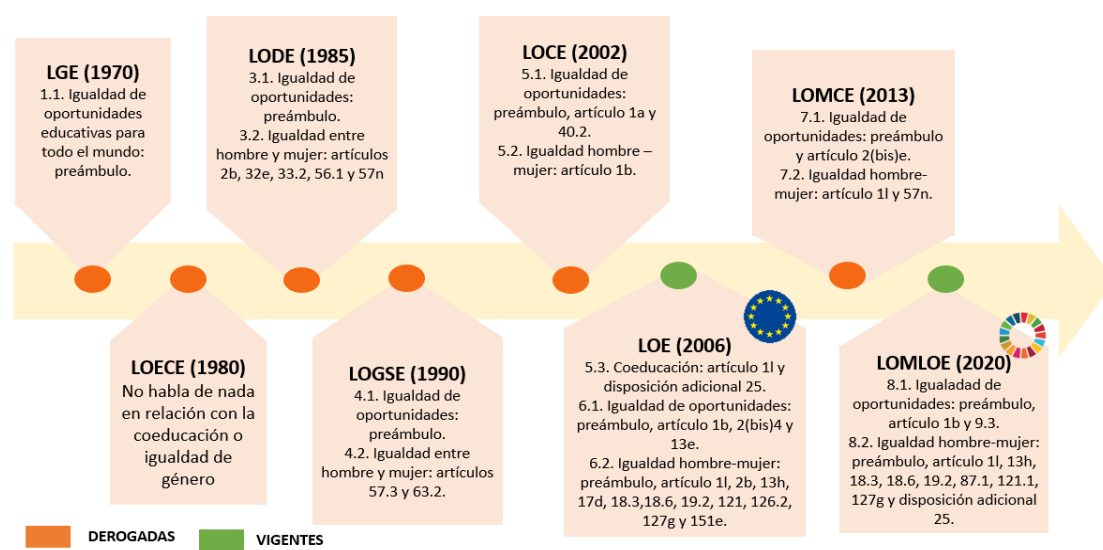 LGE (1970)
1.1. Igualdad de
oportunidades
educativas para
todo el mundo:
preámbulo.
LODE (1985)
3.1. Igualdad de
oportunidades:
preámbulo.
3.2. Igualdad entre
hombre y mujer: artículos
2b, 32e, 33.2, 56.1 y 57n
LOCE (2002)
5.1. Igualdad de
oportunidades:
preámbulo, artículo 1a y
40.2.
5.2. Igualdad hombre –
mujer: artículo 1b.
LOMCE (2013)
7.1. Igualdad de
oportunidades: preámbulo
y artículo 2(bis)e.
7.2. Igualdad hombre-
mujer: artículo 1l y 57n.
LOECE (1980)
No habla de nada
en relación con la
coeducación o
igualdad de
género
LOGSE (1990)
4.1. Igualdad de
oportunidades:
preámbulo.
4.2. Igualdad entre
hombre y mujer: artículos
57.3 y 63.2.
LOE (2006)
5.3. Coeducación: artículo 1l y
disposición adicional 25.
6.1. Igualdad de oportunidades:
preámbulo, artículo 1b, 2(bis)4 y
13e.
6.2. Igualdad hombre-mujer:
preámbulo, artículo 1l, 2b, 13h,
17d, 18.3,18.6, 19.2, 121, 126.2,
127g y 151e.
LOMLOE (2020)
8.1. Igualadad de
oportunidades: preámbulo,
artículo 1b y 9.3.
8.2. Igualdad hombre-mujer:
preámbulo, artículo 1l, 13h,
18.3, 18.6, 19.2, 87.1, 121.1,
127g y disposición adicional
25.
DEROGADAS
VIGENTES